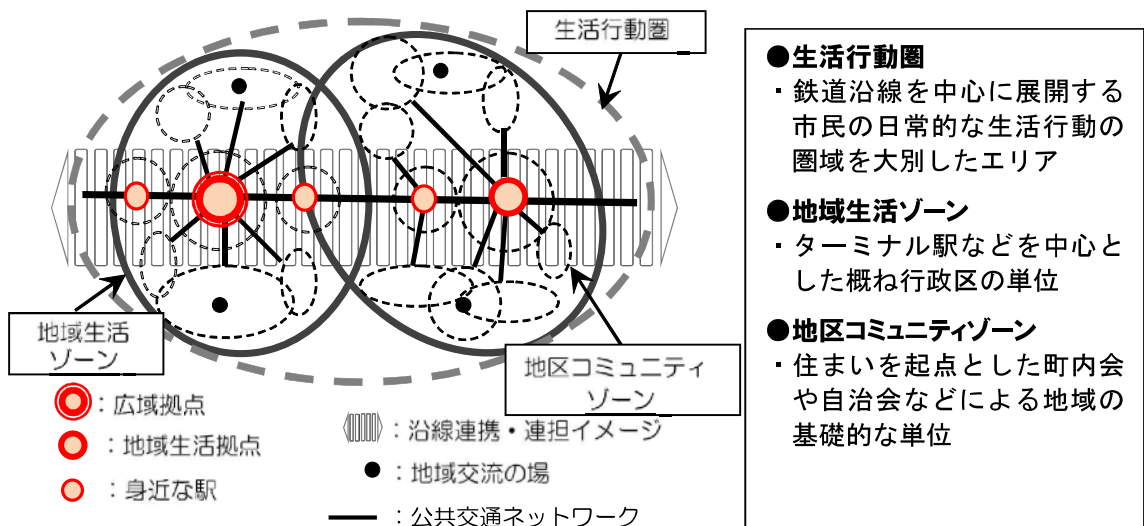 生活行動圏
地域生活
ゾーン
地区コミュニティ
ゾーン
：広域拠点
：地域生活拠点
：身近な駅
：沿線連携・連担イメージ
：地域交流の場
：公共交通ネットワーク
●生活行動圏
・鉄道沿線を中心に展開する
市民の日常的な生活行動の
圏域を大別したエリア
●地域生活ゾーン
・ターミナル駅などを中心と
した概ね行政区の単位
●地区コミュニティゾーン
・住まいを起点とした町内会
や自治会などによる地域の
基礎的な単位